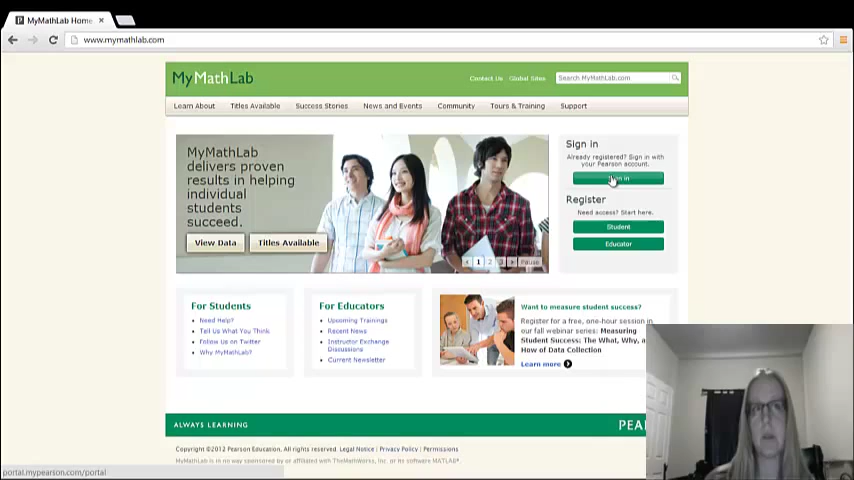 MyMathLab Home
www.mymathlab.com
MyMathLab
Contact Us Global Sites
Search MyMathLab.com
Learn About Titles Available Success Stories News and Events Community Tours & Training Support
MyMathLab
delivers proven
results in helping
individual
students
succeed.
View Data Titles Available
1 2 3 Pause
Sign in
Already registered? Sign in with
your Pearson account.
Register
Need access? Start here.
Student
Educator
For Students
Need Help?
Tell Us What You Think
Follow Us on Twitter
Why MyMathLab?
For Educators
Upcoming Trainings
Recent News
Instructor Exchange
Discussions
Current Newsletter
Want to measure student success?
Register for a free, one-hour session in
our fall webinar series: Measuring
Student Success: The What, Why, a
How of Data Collection
Learn more
ALWAYS LEARNING
PEA
Copyright ©2012 Pearson Education. All rights reserved. Legal Notice | Privacy Policy | Permissions
MyMathLab is in no way sponsored by or affiliated with TheMathWorks, Inc. or its software MATLAB®.
portal.mypearson.com/portal